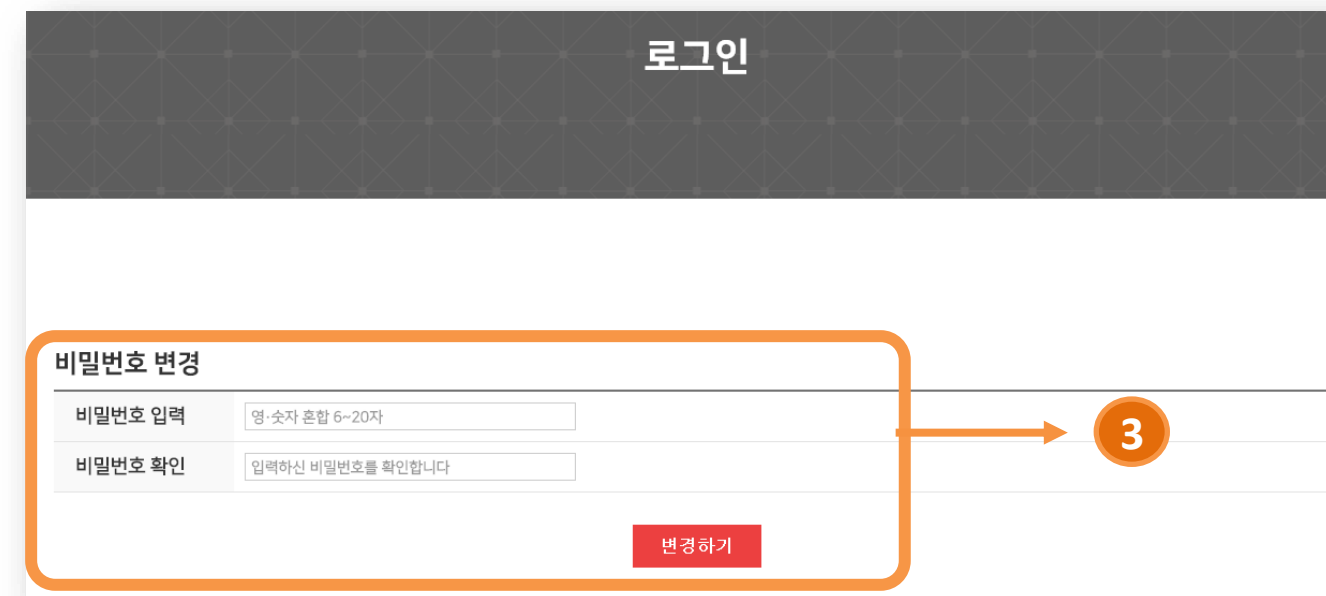 로그인
비밀번호 변경
비밀번호 입력 영·숫자 혼합 6~20자
3
비밀번호 확인 입력하신 비밀번호를 확인합니다
변경하기